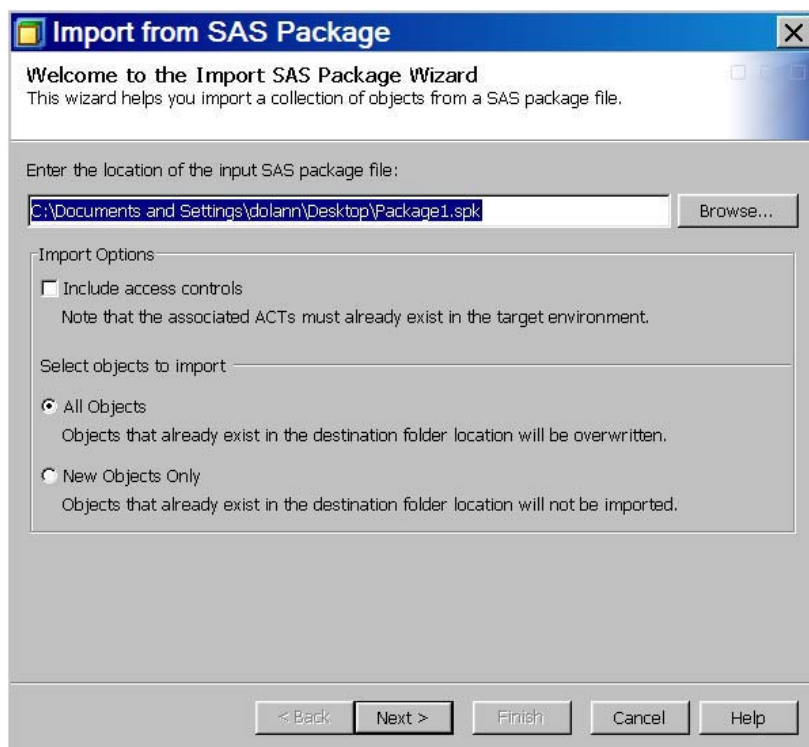 Import from SAS Package
Welcome to the Import SAS Package Wizard
This wizard helps you import a collection of objects from a SAS package file.
Enter the location of the input SAS package file:
C:\Documents and Settings\dolann\Desktop\Package1.spk
Browse...
Import Options
Include access controls
Note that the associated ACTs must already exist in the target environment.
Select objects to import
All Objects
Objects that already exist in the destination folder location will be overwritten.
New Objects Only
Objects that already exist in the destination folder location will not be imported.
< Back
Next >
Finish
Cancel
Help